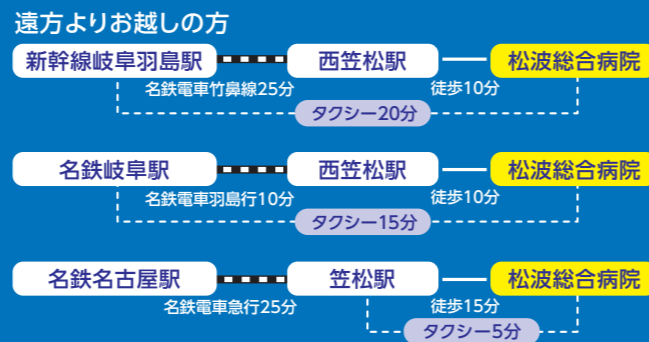 遠方よりお越しの方
新幹線岐阜羽島駅 西笠松駅 松波総合病院
名鉄電車竹鼻線25分 徒歩10分
タクシー20分
名鉄岐阜駅 西笠松駅 松波総合病院
名鉄電車羽島行10分 徒歩10分
タクシー15分
名鉄名古屋駅 笠松駅 松波総合病院
名鉄電車急行25分 徒歩15分
タクシー5分